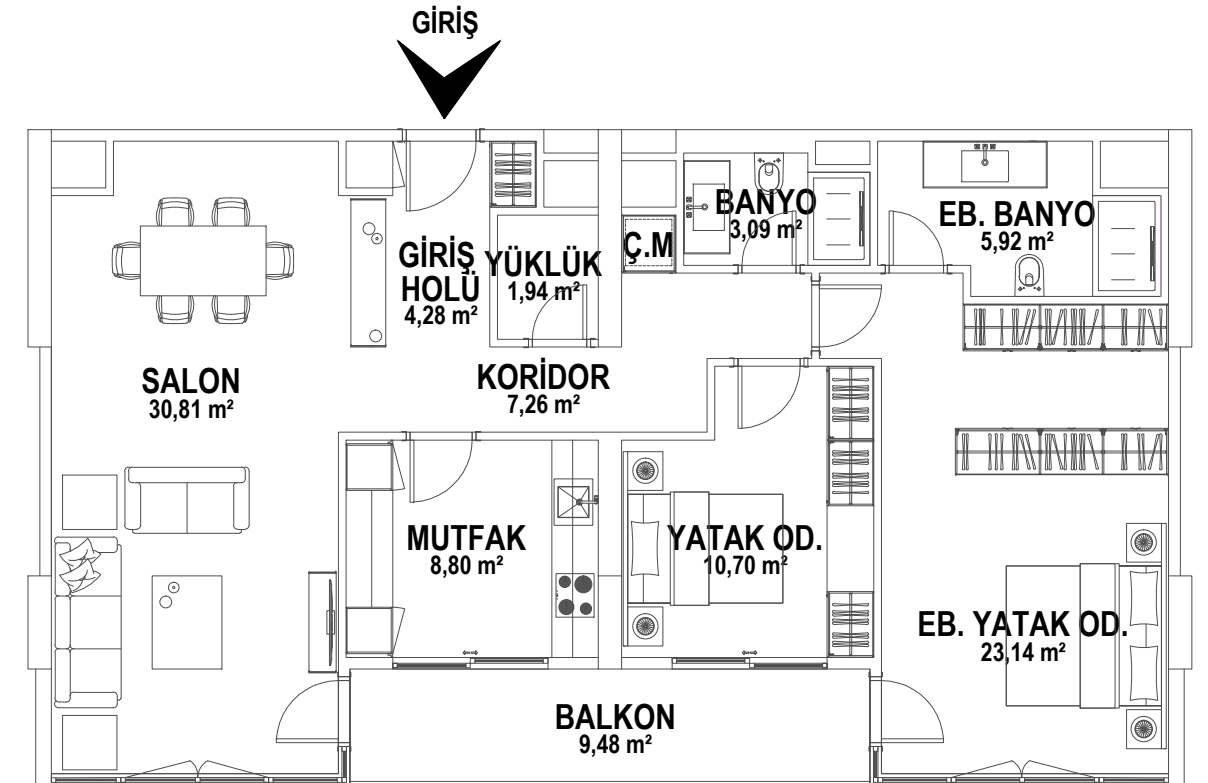 GİRİŞ
BANYO
3,09 m²
EB. BANYO
5,92 m²
GİRİŞ
HOLÜ
4,28 m²
YÜKLÜK
1,94 m²
Ç.M
SALON
30,81 m²
KORİDOR
7,26 m²
MUTFAK
8,80 m²
YATAK OD.
10,70 m²
EB. YATAK OD.
23,14 m²
BALKON
9,48 m²